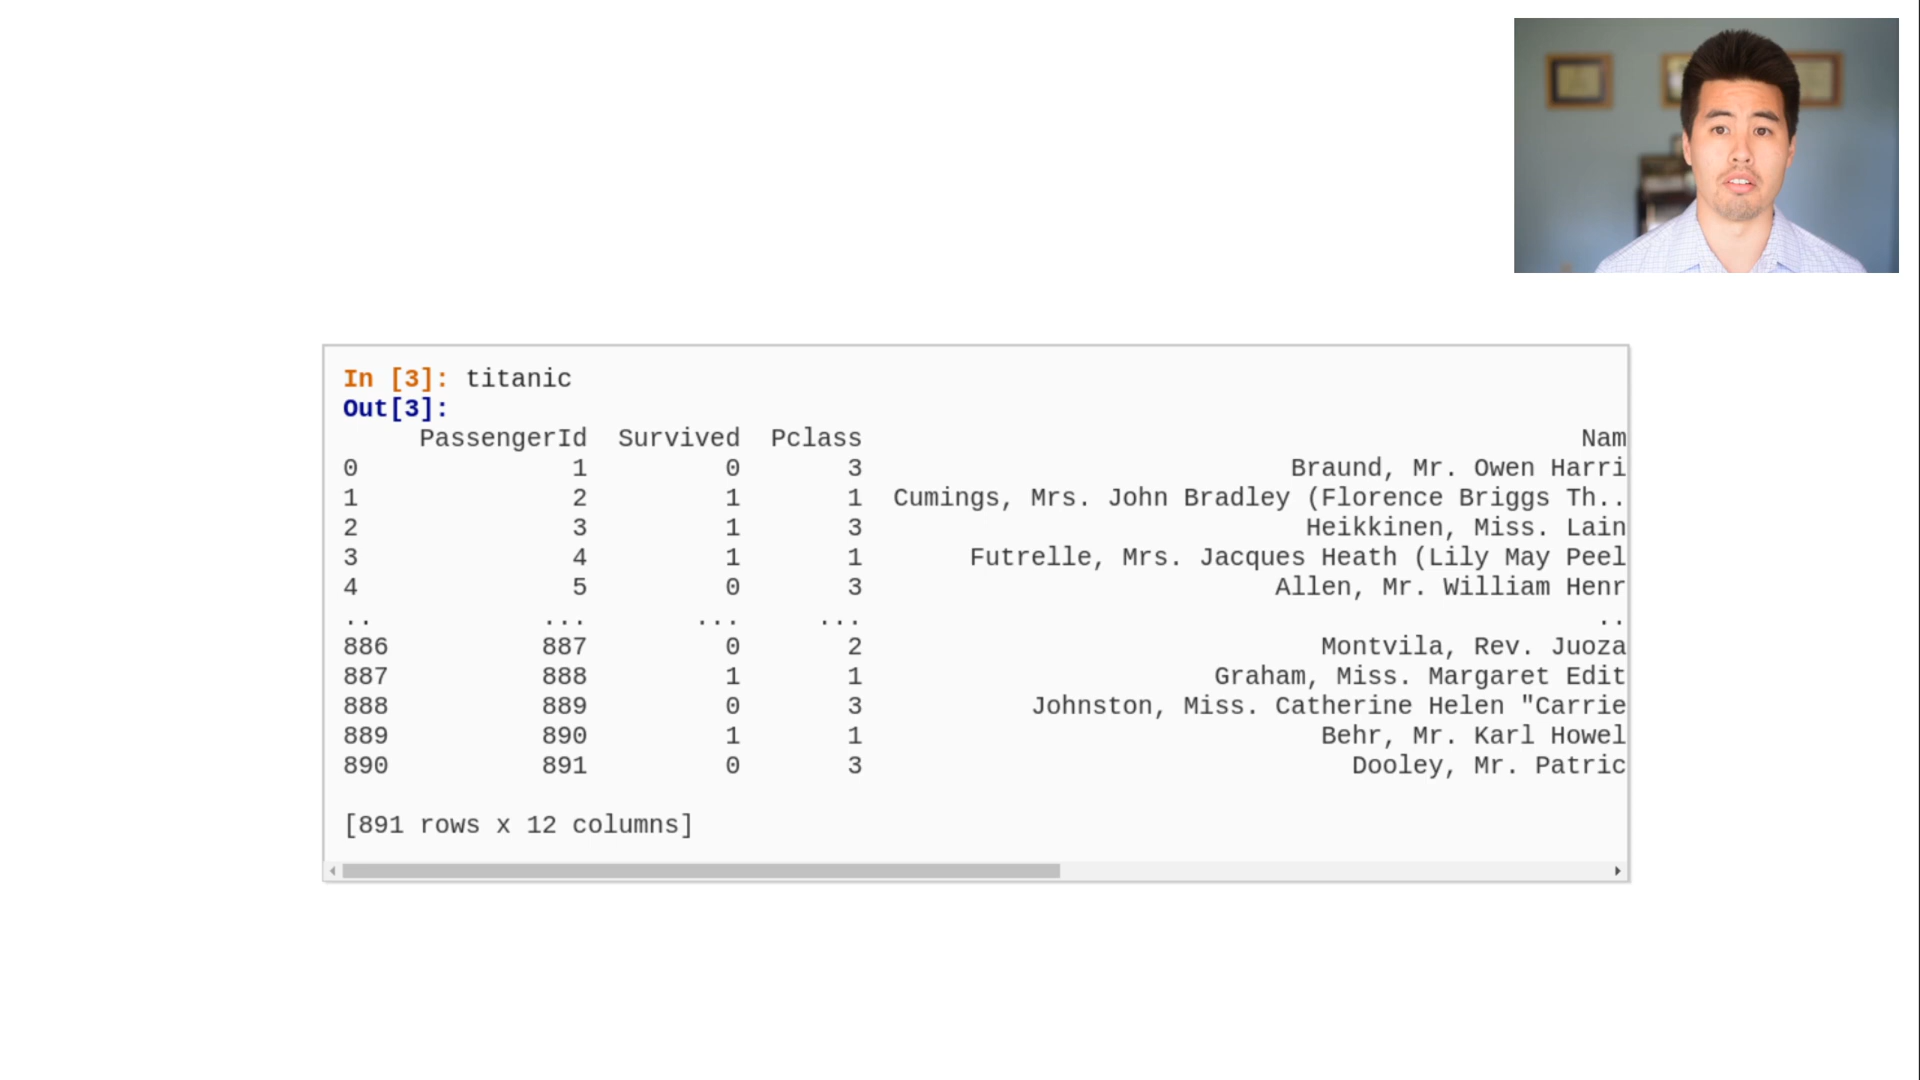 In [3]: titanic
Out[3]:
PassengerId Survived Pclass Nam
0 1 0 3 Braund, Mr. Owen Harri
1 2 1 1 Cumings, Mrs. John Bradley (Florence Briggs Th..
2 3 1 3 Heikkinen, Miss. Lain
3 4 1 1 Futrelle, Mrs. Jacques Heath (Lily May Peel
4 5 0 3 Allen, Mr. William Henr
.. ... ... ... ..
886 887 0 2 Montvila, Rev. Juoza
887 888 1 1 Graham, Miss. Margaret Edit
888 889 0 3 Johnston, Miss. Catherine Helen "Carrie
889 890 1 1 Behr, Mr. Karl Howel
890 891 0 3 Dooley, Mr. Patric
[891 rows x 12 columns]